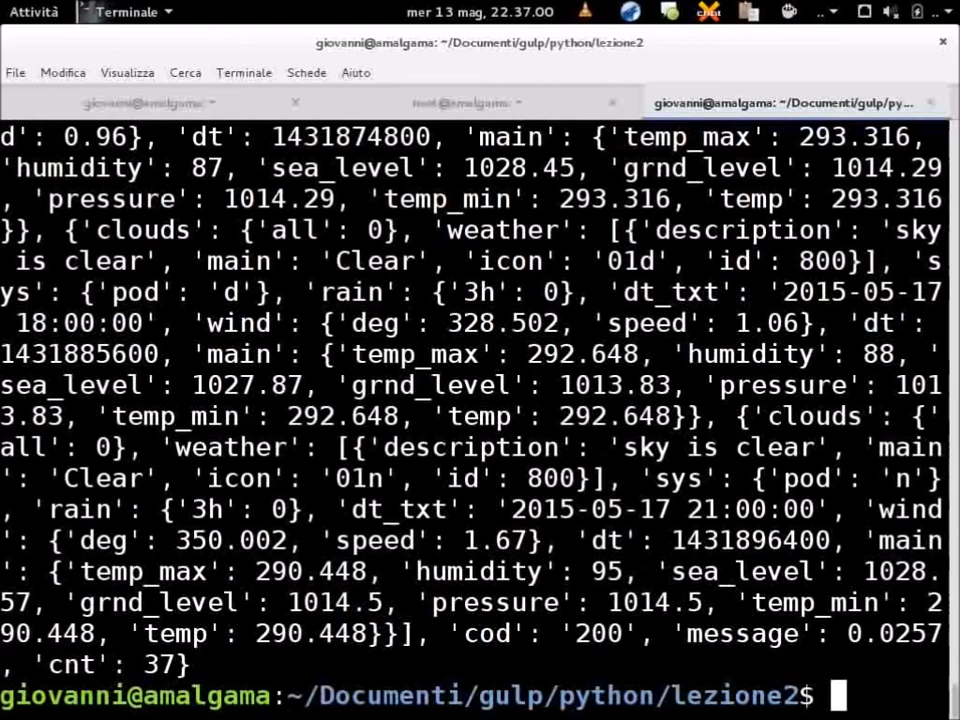 Attività
Terminale
mer 13 mag, 22.37.00
giovanni@amalgama: ~/Documenti/gulp/python/lezione2
File Modifica Visualizza Cerca Terminale Schede Aiuto
giovanni@amalgama: ~
giovanni@amalgama: ~/Documenti/gulp/py...
d': 0.96}, 'dt': 1431874800, 'main': {'temp_max': 293.316,
'humidity': 87, 'sea_level': 1028.45, 'grnd_level': 1014.29
, 'pressure': 1014.29, 'temp_min': 293.316, 'temp': 293.316
}}, {'clouds': {'all': 0}, 'weather': [{'description': 'sky
 is clear', 'main': 'Clear', 'icon': '01d', 'id': 800}], 's
ys': {'pod': 'd'}, 'rain': {'3h': 0}, 'dt_txt': '2015-05-17
 18:00:00', 'wind': {'deg': 328.502, 'speed': 1.06}, 'dt':
1431885600, 'main': {'temp_max': 292.648, 'humidity': 88, '
sea_level': 1027.87, 'grnd_level': 1013.83, 'pressure': 101
3.83, 'temp_min': 292.648, 'temp': 292.648}}, {'clouds': {'
all': 0}, 'weather': [{'description': 'sky is clear', 'main
': 'Clear', 'icon': '01n', 'id': 800}], 'sys': {'pod': 'n'}
, 'rain': {'3h': 0}, 'dt_txt': '2015-05-17 21:00:00', 'wind
': {'deg': 350.002, 'speed': 1.67}, 'dt': 1431896400, 'main
': {'temp_max': 290.448, 'humidity': 95, 'sea_level': 1028.
57, 'grnd_level': 1014.5, 'pressure': 1014.5, 'temp_min': 2
90.448, 'temp': 290.448}}], 'cod': '200', 'message': 0.0257
, 'cnt': 37}
giovanni@amalgama:~/Documenti/gulp/python/lezione2$